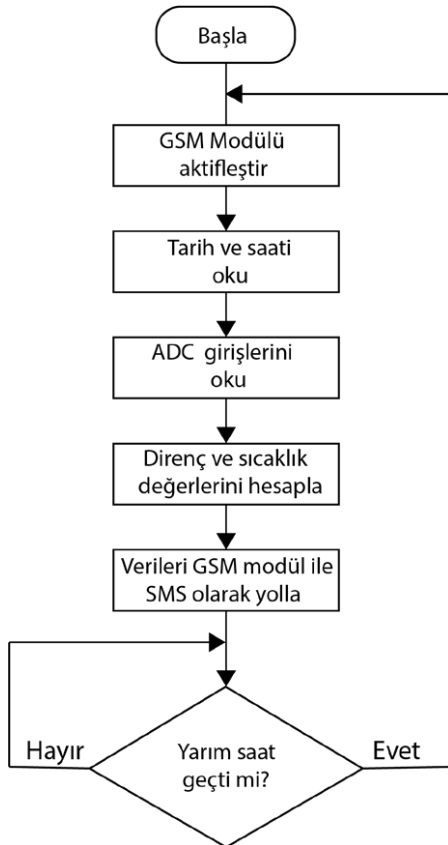 Başla
GSM Modülü
aktifleştir
Tarih ve saati
oku
ADC girişlerini
oku
Direnç ve sıcaklık
değerlerini hesapla
Verileri GSM modül ile
SMS olarak yolla
Hayır
Yarım saat
geçti mi?
Evet